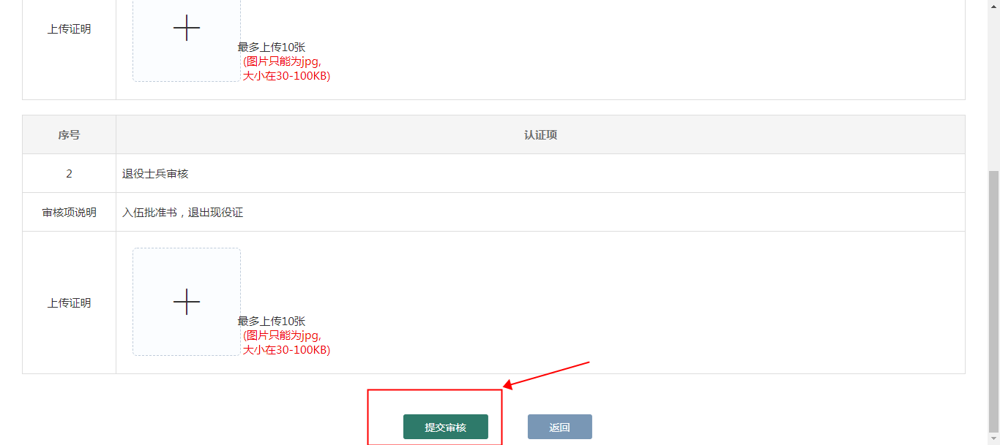 上传证明
最多上传10张
(图片只能为jpg,
大小在30-100KB)
序号
认证项
2
退役士兵审核
审核项说明
入伍批准书，退出现役证
上传证明
最多上传10张
(图片只能为jpg,
大小在30-100KB)
提交审核
返回